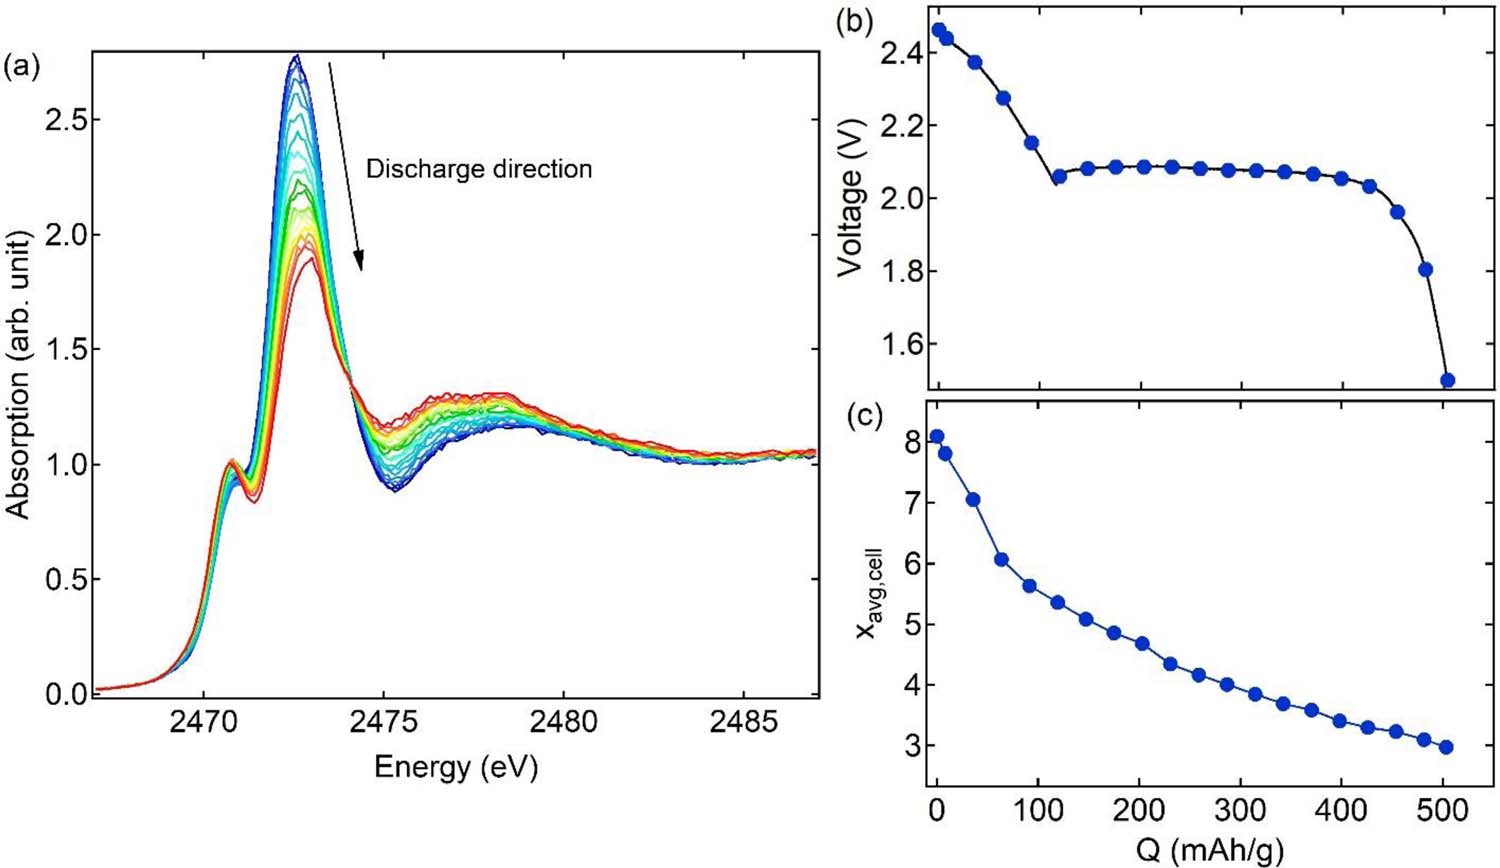 (a)
Absorption (arb. unit)
2.5
2.0
1.5
1.0
0.5
0.0
Discharge direction
2470 2475 2480 2485
Energy (eV)
(b)
Voltage (V)
2.4
2.2
2.0
1.8
1.6
(c)
x avg,cell
8
7
6
5
4
3
0 100 200 300 400 500
Q (mAh/g)